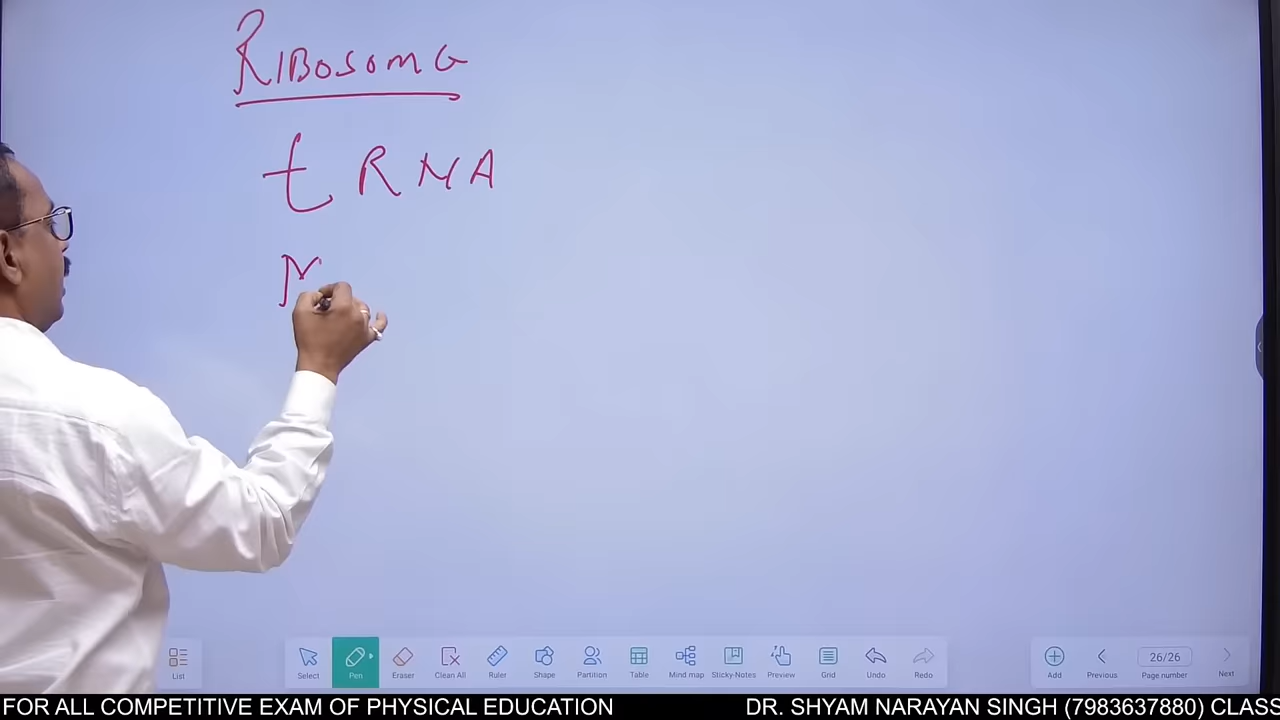 RIBOSOME
t RNA
List
Select
Pen
Eraser
Clean All
Ruler
Shape
Partition
Table
Mind map
Sticky-Notes
Preview
Grid
Undo
Redo
Add
Previous
26/26
Page number
Next
FOR ALL COMPETITIVE EXAM OF PHYSICAL EDUCATION DR. SHYAM NARAYAN SINGH (7983637880) CLASS